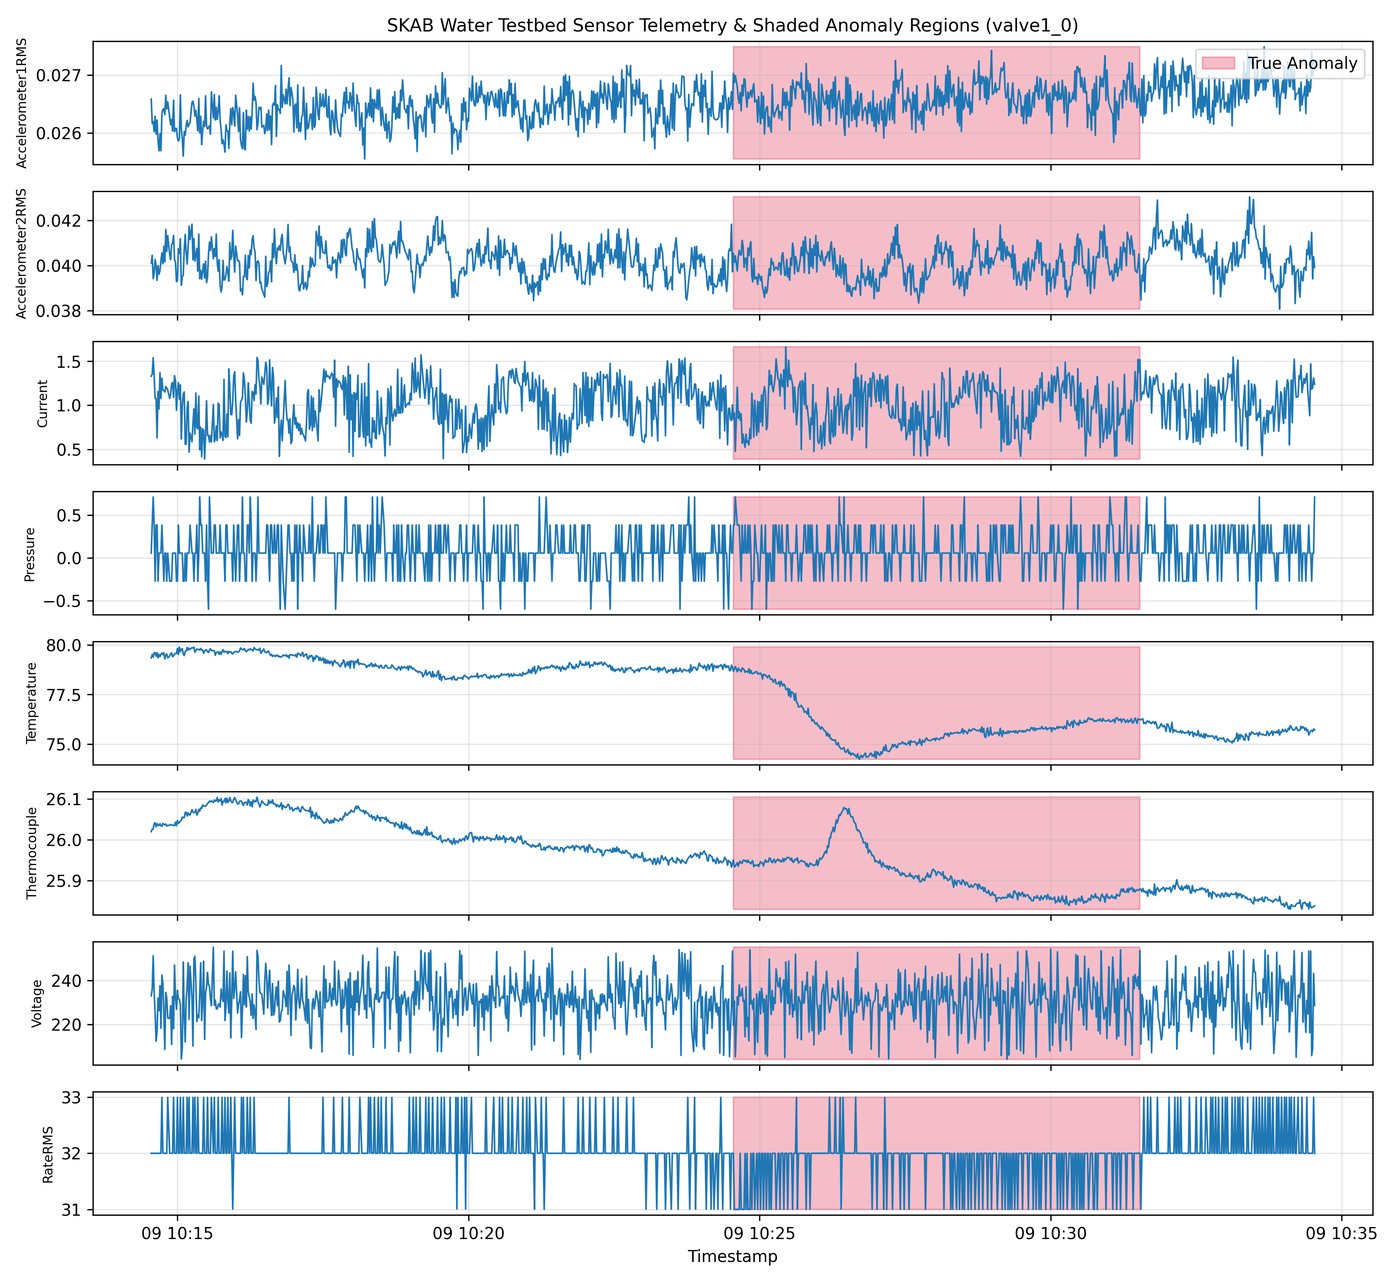 SKAB Water Testbed Sensor Telemetry & Shaded Anomaly Regions (valve1_0)
True Anomaly
Accelerometer1RMS
0.027
0.026
Accelerometer2RMS
0.042
0.040
0.038
Current
1.5
1.0
0.5
Pressure
0.5
0.0
−0.5
Temperature
80.0
77.5
75.0
Thermocouple
26.1
26.0
25.9
Voltage
240
220
RateRMS
33
32
31
09 10:15 09 10:20 09 10:25 09 10:30 09 10:35
Timestamp